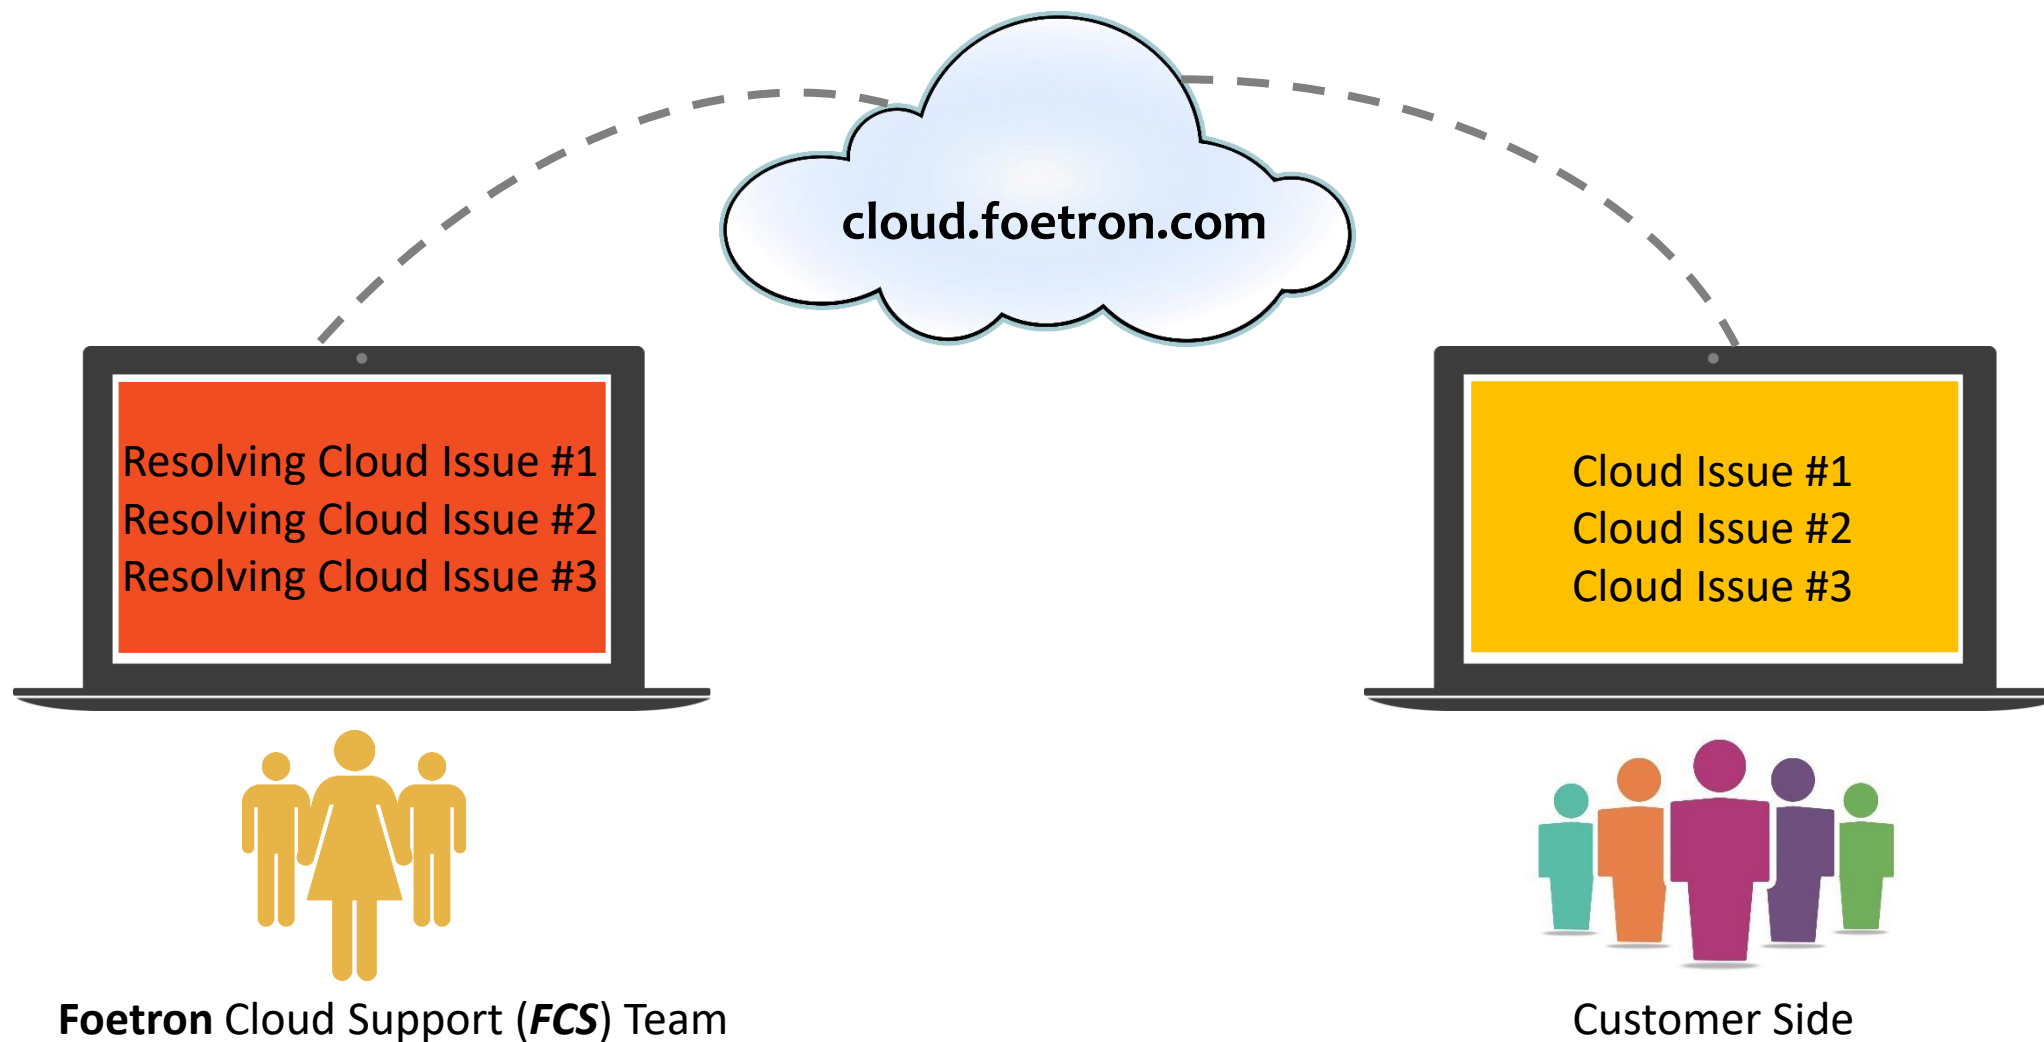 cloud.foetron.com
Resolving Cloud Issue #1
Resolving Cloud Issue #2
Resolving Cloud Issue #3
Cloud Issue #1
Cloud Issue #2
Cloud Issue #3
Foetron Cloud Support (FCS) Team
Customer Side